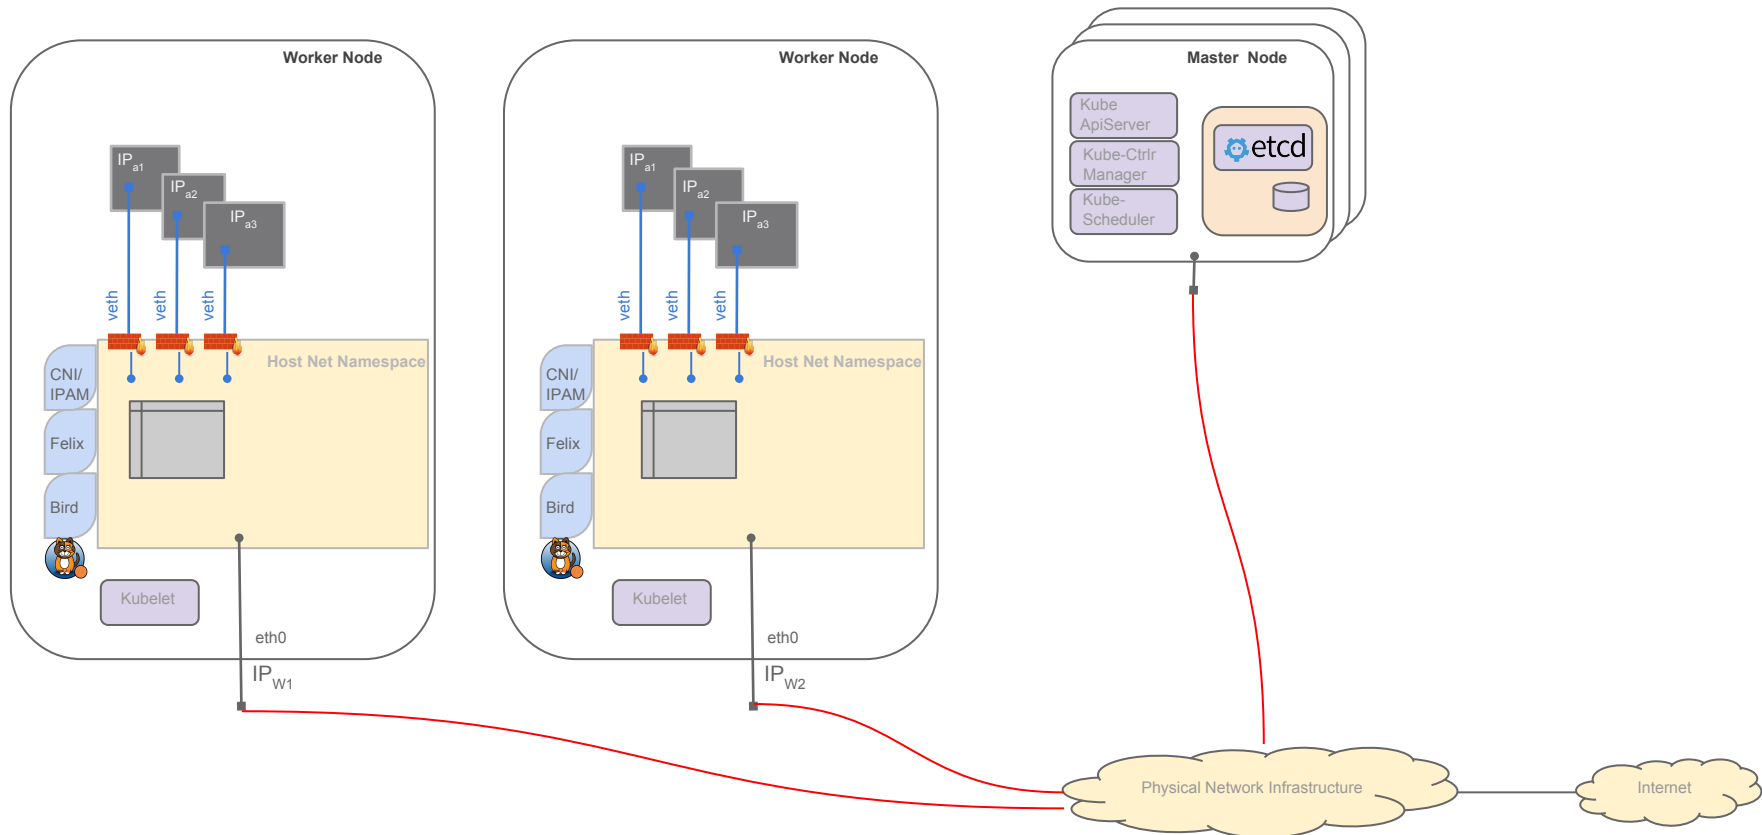 Worker Node
IPa1
IPa2
IPa3
veth
veth
veth
Host Net Namespace
CNI/
IPAM
Felix
Bird
Kubelet
eth0
IPW1
Worker Node
IPa1
IPa2
IPa3
veth
veth
veth
Host Net Namespace
CNI/
IPAM
Felix
Bird
Kubelet
eth0
IPW2
Master Node
Kube
ApiServer
Kube-Ctrlr
Manager
Kube-
Scheduler
etcd
Physical Network Infrastructure
Internet